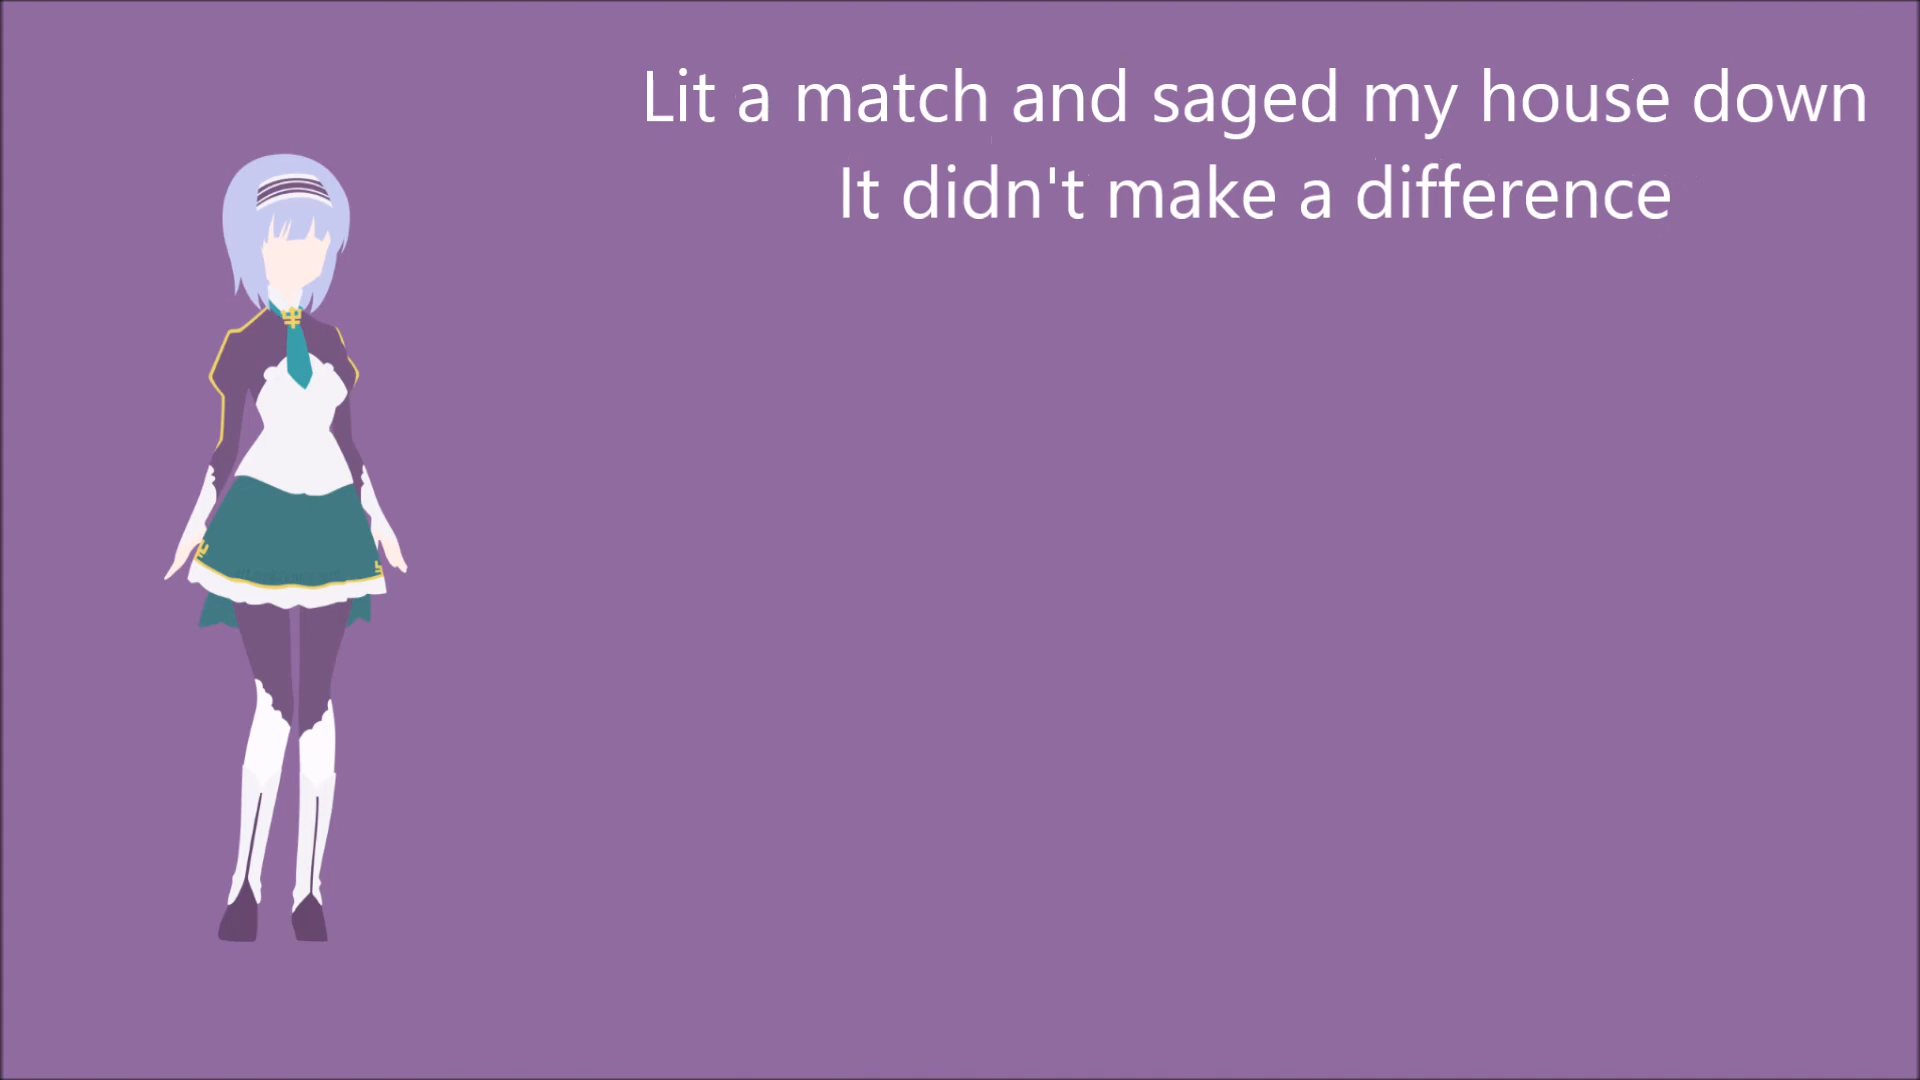 Lit a match and saged my house down
It didn't make a difference